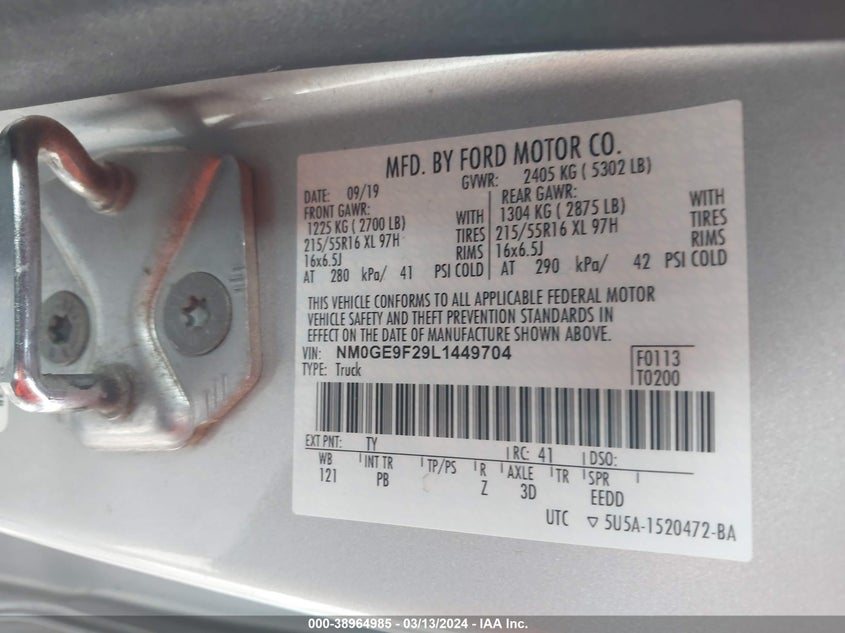 MFD. BY FORD MOTOR CO.
DATE: 09/19 GVWR: 2405 KG ( 5302 LB)
FRONT GAWR: REAR GAWR:
1225 KG ( 2700 LB) WITH 1304 KG ( 2875 LB) WITH
215/55R16 XL 97H TIRES 215/55R16 XL 97H TIRES
16x6.5J RIMS 16x6.5J RIMS
AT 280 kPa/ 41 PSI COLD AT 290 kPa/ 42 PSI COLD
THIS VEHICLE CONFORMS TO ALL APPLICABLE FEDERAL MOTOR
VEHICLE SAFETY AND THEFT PREVENTION STANDARDS IN
EFFECT ON THE DATE OF MANUFACTURE SHOWN ABOVE.
VIN: NM0GE9F29L1449704 F0113
TYPE: Truck T0200
EXT PNT: TY RC: 41 DSO:
WB INT TR TP/PS R AXLE TR SPR
121 PB Z 3D EEDD
UTC ▽ 5U5A-1520472-BA
000-38964985 - 03/13/2024 - IAA Inc.